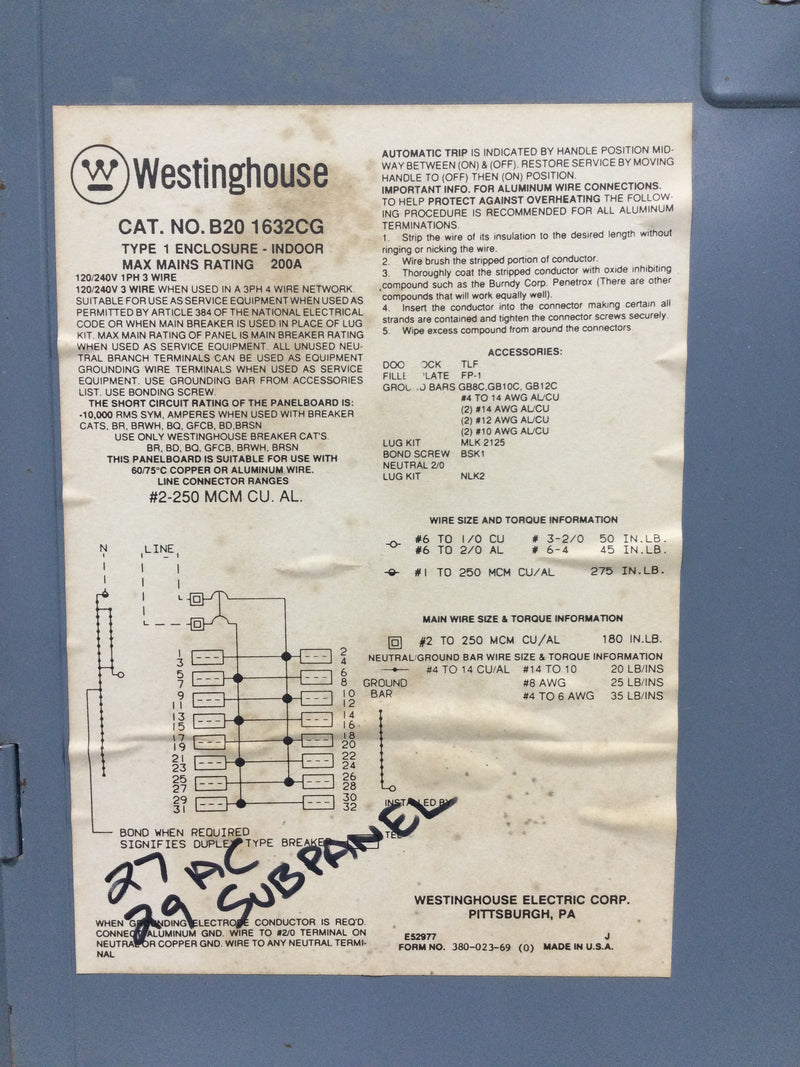 Westinghouse
CAT. NO. B20 1632CG
TYPE 1 ENCLOSURE - INDOOR
MAX MAINS RATING 200A
120/240V 1PH 3 WIRE
120/240V 3 WIRE WHEN USED IN A 3PH 4 WIRE NETWORK.
SUITABLE FOR USE AS SERVICE EQUIPMENT WHEN USED AS
PERMITTED BY ARTICLE 384 OF THE NATIONAL ELECTRICAL
CODE OR WHEN MAIN BREAKER IS USED IN PLACE OF LUG
KIT. MAX MAIN RATING OF PANEL IS MAIN BREAKER RATING
WHEN USED AS SERVICE EQUIPMENT. ALL UNUSED NEU-
TRAL BRANCH TERMINALS CAN BE USED AS EQUIPMENT
GROUNDING WIRE TERMINALS WHEN USED AS SERVICE
EQUIPMENT. USE GROUNDING BAR FROM ACCESSORIES
LIST. USE BONDING SCREW.
THE SHORT CIRCUIT RATING OF THE PANELBOARD IS:
-10,000 RMS SYM, AMPERES WHEN USED WITH BREAKER
CATS, BR, BRWH, BQ, GFCB, BD,BRSN
USE ONLY WESTINGHOUSE BREAKER CAT'S.
BR, BD, BQ, GFCB, BRWH, BRSN
THIS PANELBOARD IS SUITABLE FOR USE WITH
60/75°C COPPER OR ALUMINUM WIRE.
LINE CONNECTOR RANGES
#2-250 MCM CU. AL.
N LINE
1 2
3 4
5 6
7 8
9 10
11 12
13 14
15 16
17 18
19 20
21 22
23 24
25 26
27 28
29 30
31 32
BOND WHEN REQUIRED
SIGNIFIES DUPLEX TYPE BREAKER
27 AC
29 SUBPANEL
WHEN GROUNDING ELECTRODE CONDUCTOR IS REQ'D.
CONNECT ALUMINUM GND. WIRE TO #2/0 TERMINAL ON
NEUTRAL OR COPPER GND. WIRE TO ANY NEUTRAL TERMI-
NAL
AUTOMATIC TRIP IS INDICATED BY HANDLE POSITION MID-
WAY BETWEEN (ON) & (OFF). RESTORE SERVICE BY MOVING
HANDLE TO (OFF) THEN (ON) POSITION.
IMPORTANT INFO. FOR ALUMINUM WIRE CONNECTIONS.
TO HELP PROTECT AGAINST OVERHEATING THE FOLLOW-
ING PROCEDURE IS RECOMMENDED FOR ALL ALUMINUM
TERMINATIONS.
1. Strip the wire of its insulation to the desired length without
ringing or nicking the wire.
2. Wire brush the stripped portion of conductor.
3. Thoroughly coat the stripped conductor with oxide inhibiting
compound such as the Burndy Corp. Penetrox (There are other
compounds that will work equally well).
4. Insert the conductor into the connector making certain all
strands are contained and tighten the connector screws securely.
5. Wipe excess compound from around the connectors.
ACCESSORIES:
DOO OCK TLF
FILLE LATE FP-1
GROU D BARS GB8C,GB10C, GB12C
#4 TO 14 AWG AL/CU
(2) #14 AWG AL/CU
(2) #12 AWG AL/CU
(2) #10 AWG AL/CU
LUG KIT MLK 2125
BOND SCREW BSK1
NEUTRAL 2/0
LUG KIT NLK2
WIRE SIZE AND TORQUE INFORMATION
#6 TO 1/0 CU # 3-2/0 50 IN.LB.
#6 TO 2/0 AL # 6-4 45 IN.LB.
#1 TO 250 MCM CU/AL 275 IN.LB.
MAIN WIRE SIZE & TORQUE INFORMATION
#2 TO 250 MCM CU/AL 180 IN.LB.
NEUTRAL/GROUND BAR WIRE SIZE & TORQUE INFORMATION
#4 TO 14 CU/AL #14 TO 10 20 LB/INS
GROUND #8 AWG 25 LB/INS
BAR #4 TO 6 AWG 35 LB/INS
INSTALLED BY
WESTINGHOUSE ELECTRIC CORP.
PITTSBURGH, PA
E52977 J
FORM NO. 380-023-69 (0) MADE IN U.S.A.